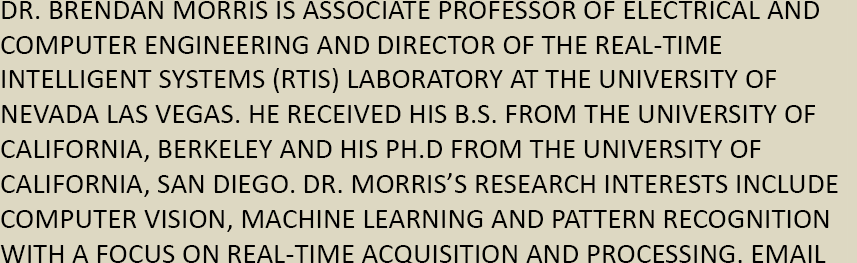 DR. BRENDAN MORRIS IS ASSOCIATE PROFESSOR OF ELECTRICAL AND
COMPUTER ENGINEERING AND DIRECTOR OF THE REAL-TIME
INTELLIGENT SYSTEMS (RTIS) LABORATORY AT THE UNIVERSITY OF
NEVADA LAS VEGAS. HE RECEIVED HIS B.S. FROM THE UNIVERSITY OF
CALIFORNIA, BERKELEY AND HIS PH.D FROM THE UNIVERSITY OF
CALIFORNIA, SAN DIEGO. DR. MORRIS’S RESEARCH INTERESTS INCLUDE
COMPUTER VISION, MACHINE LEARNING AND PATTERN RECOGNITION
WITH A FOCUS ON REAL-TIME ACQUISITION AND PROCESSING. EMAIL